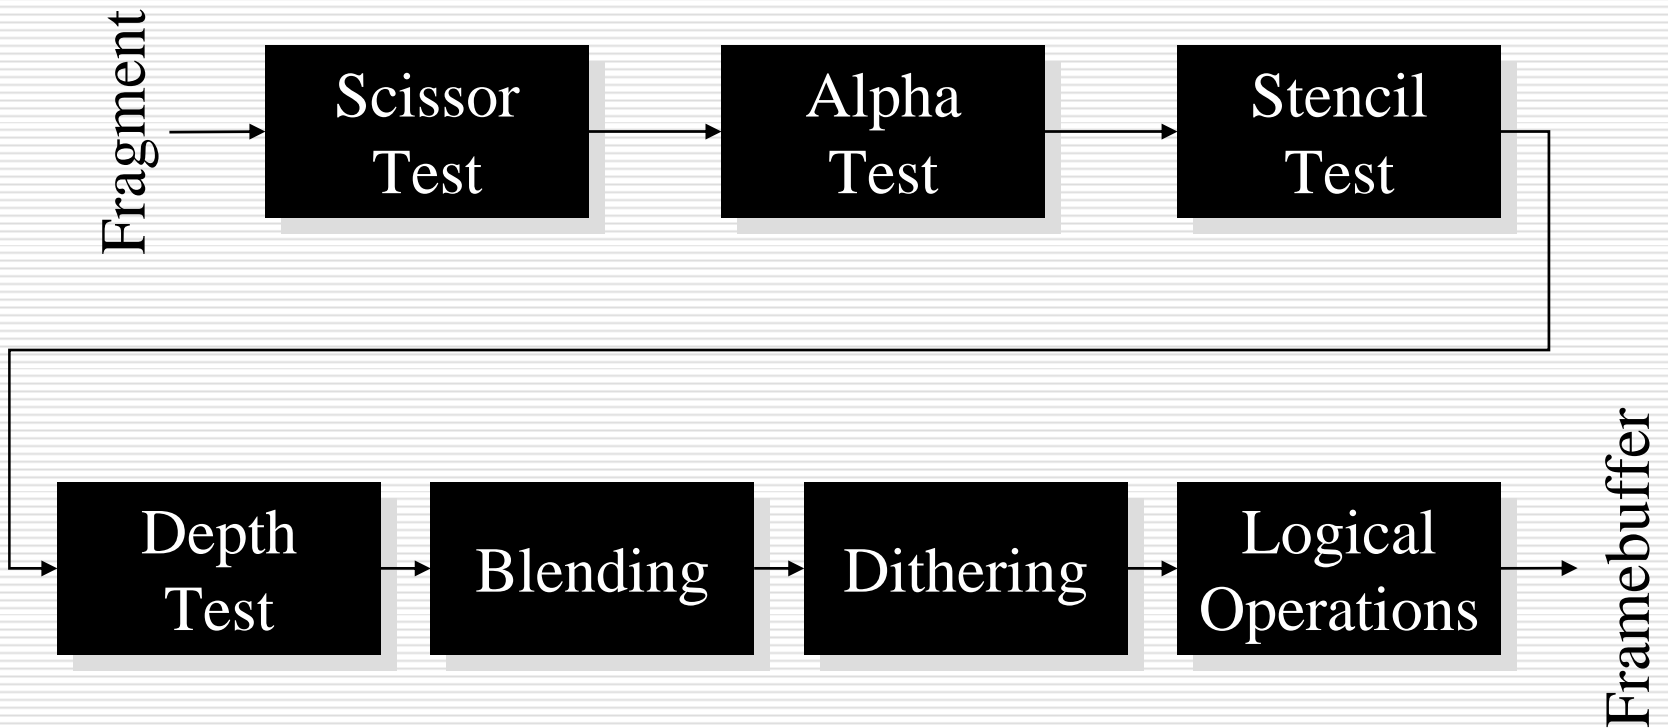 Fragment
Scissor
Test
Alpha
Test
Stencil
Test
Depth
Test
Blending
Dithering
Logical
Operations
Framebuffer